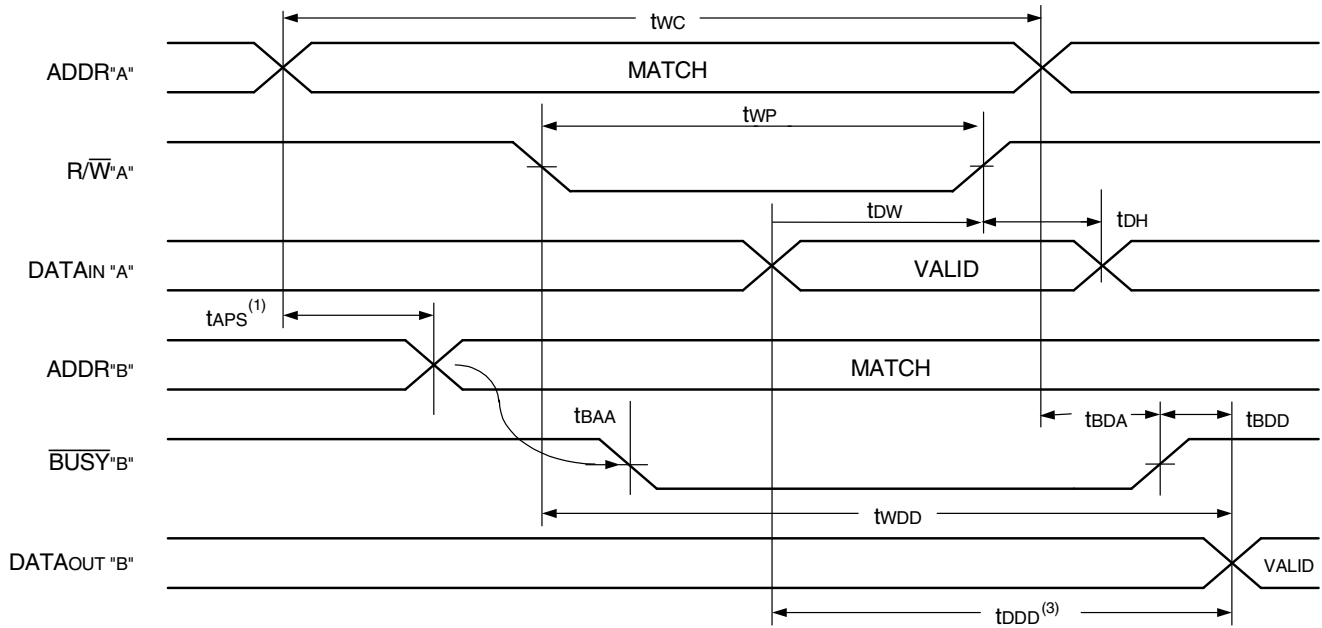 tWC
ADDR"A"
MATCH
tWP
R/W̅"A"
tDW
tDH
DATAIN "A"
VALID
tAPS(1)
ADDR"B"
MATCH
tBAA
tBDA
tBDD
B̅U̅S̅Y̅"B"
tWDD
DATAOUT "B"
VALID
tDDD(3)